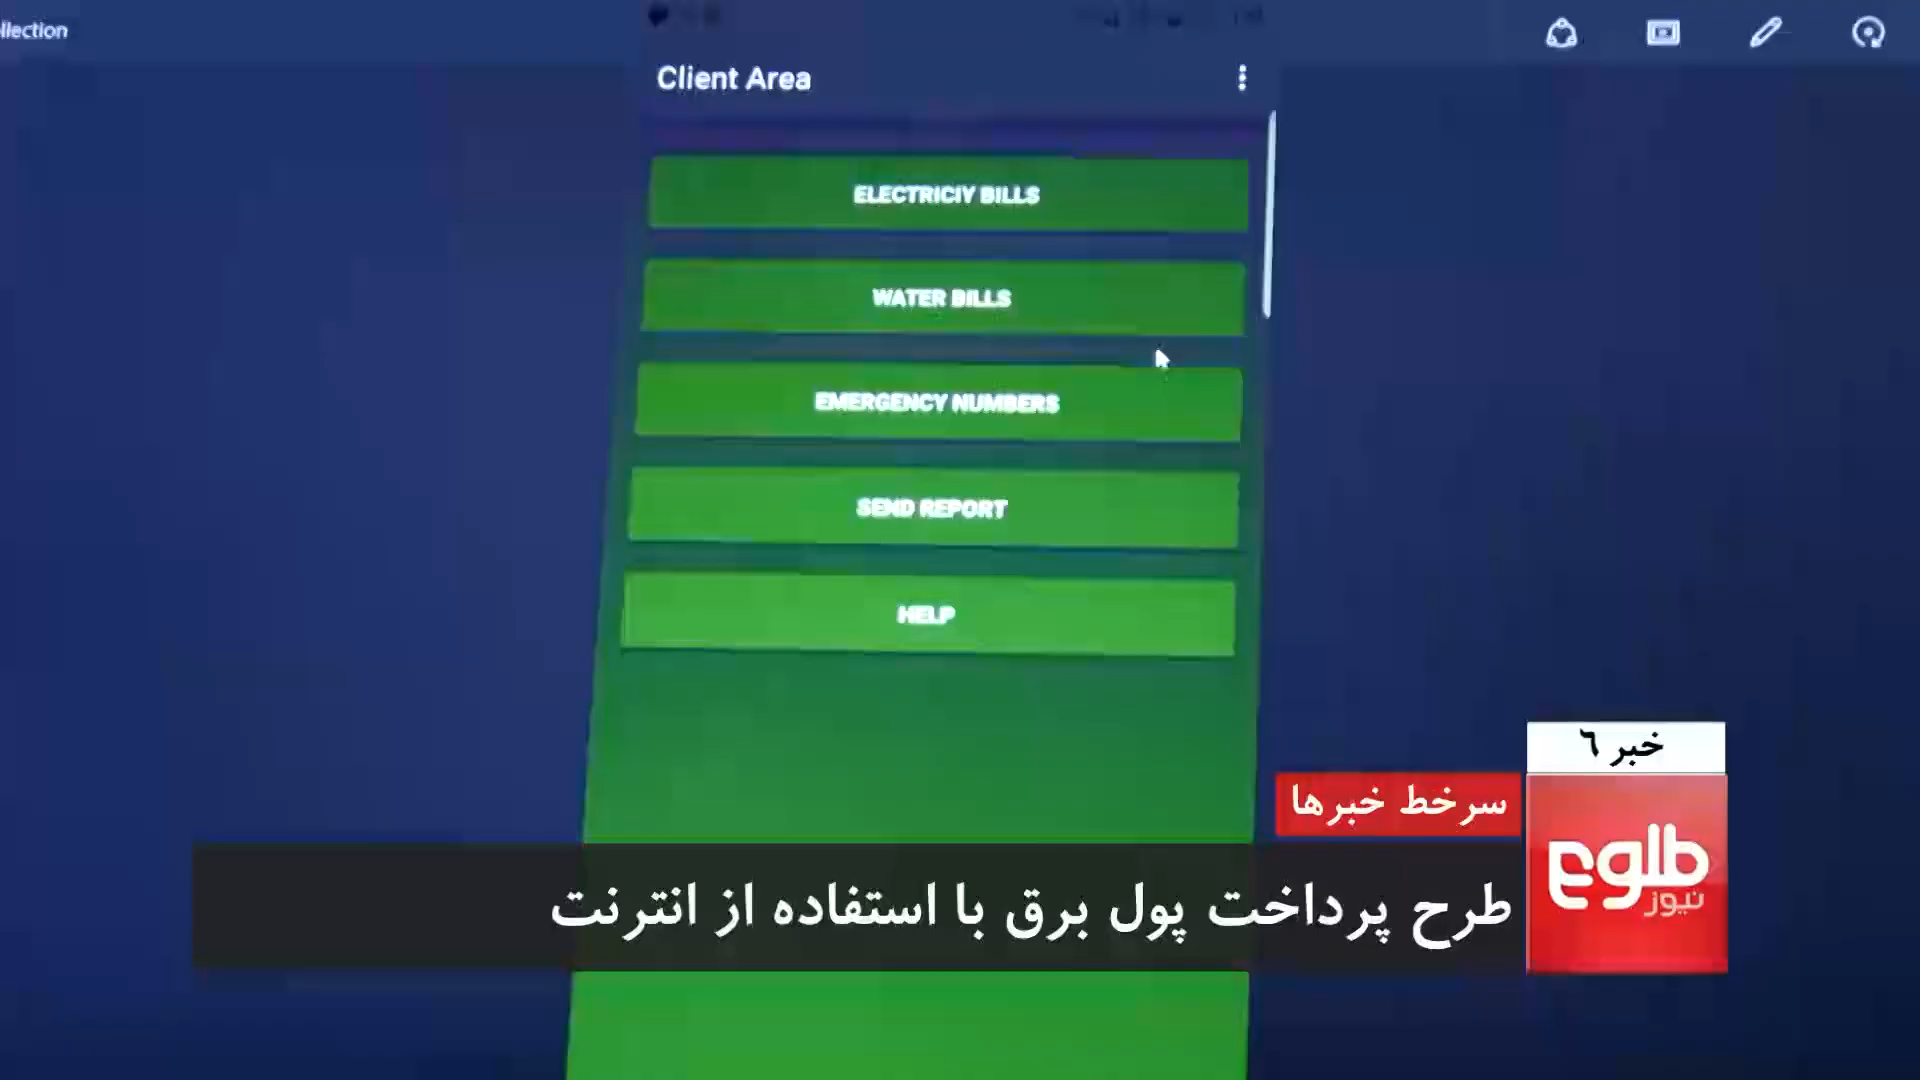 llection
Client Area
ELECTRICIY BILLS
WATER BILLS
EMERGENCY NUMBERS
SEND REPORT
HELP
خبر ٦
سرخط خبرها
طلوع
نیوز
طرح پرداخت پول برق با استفاده از انترنت